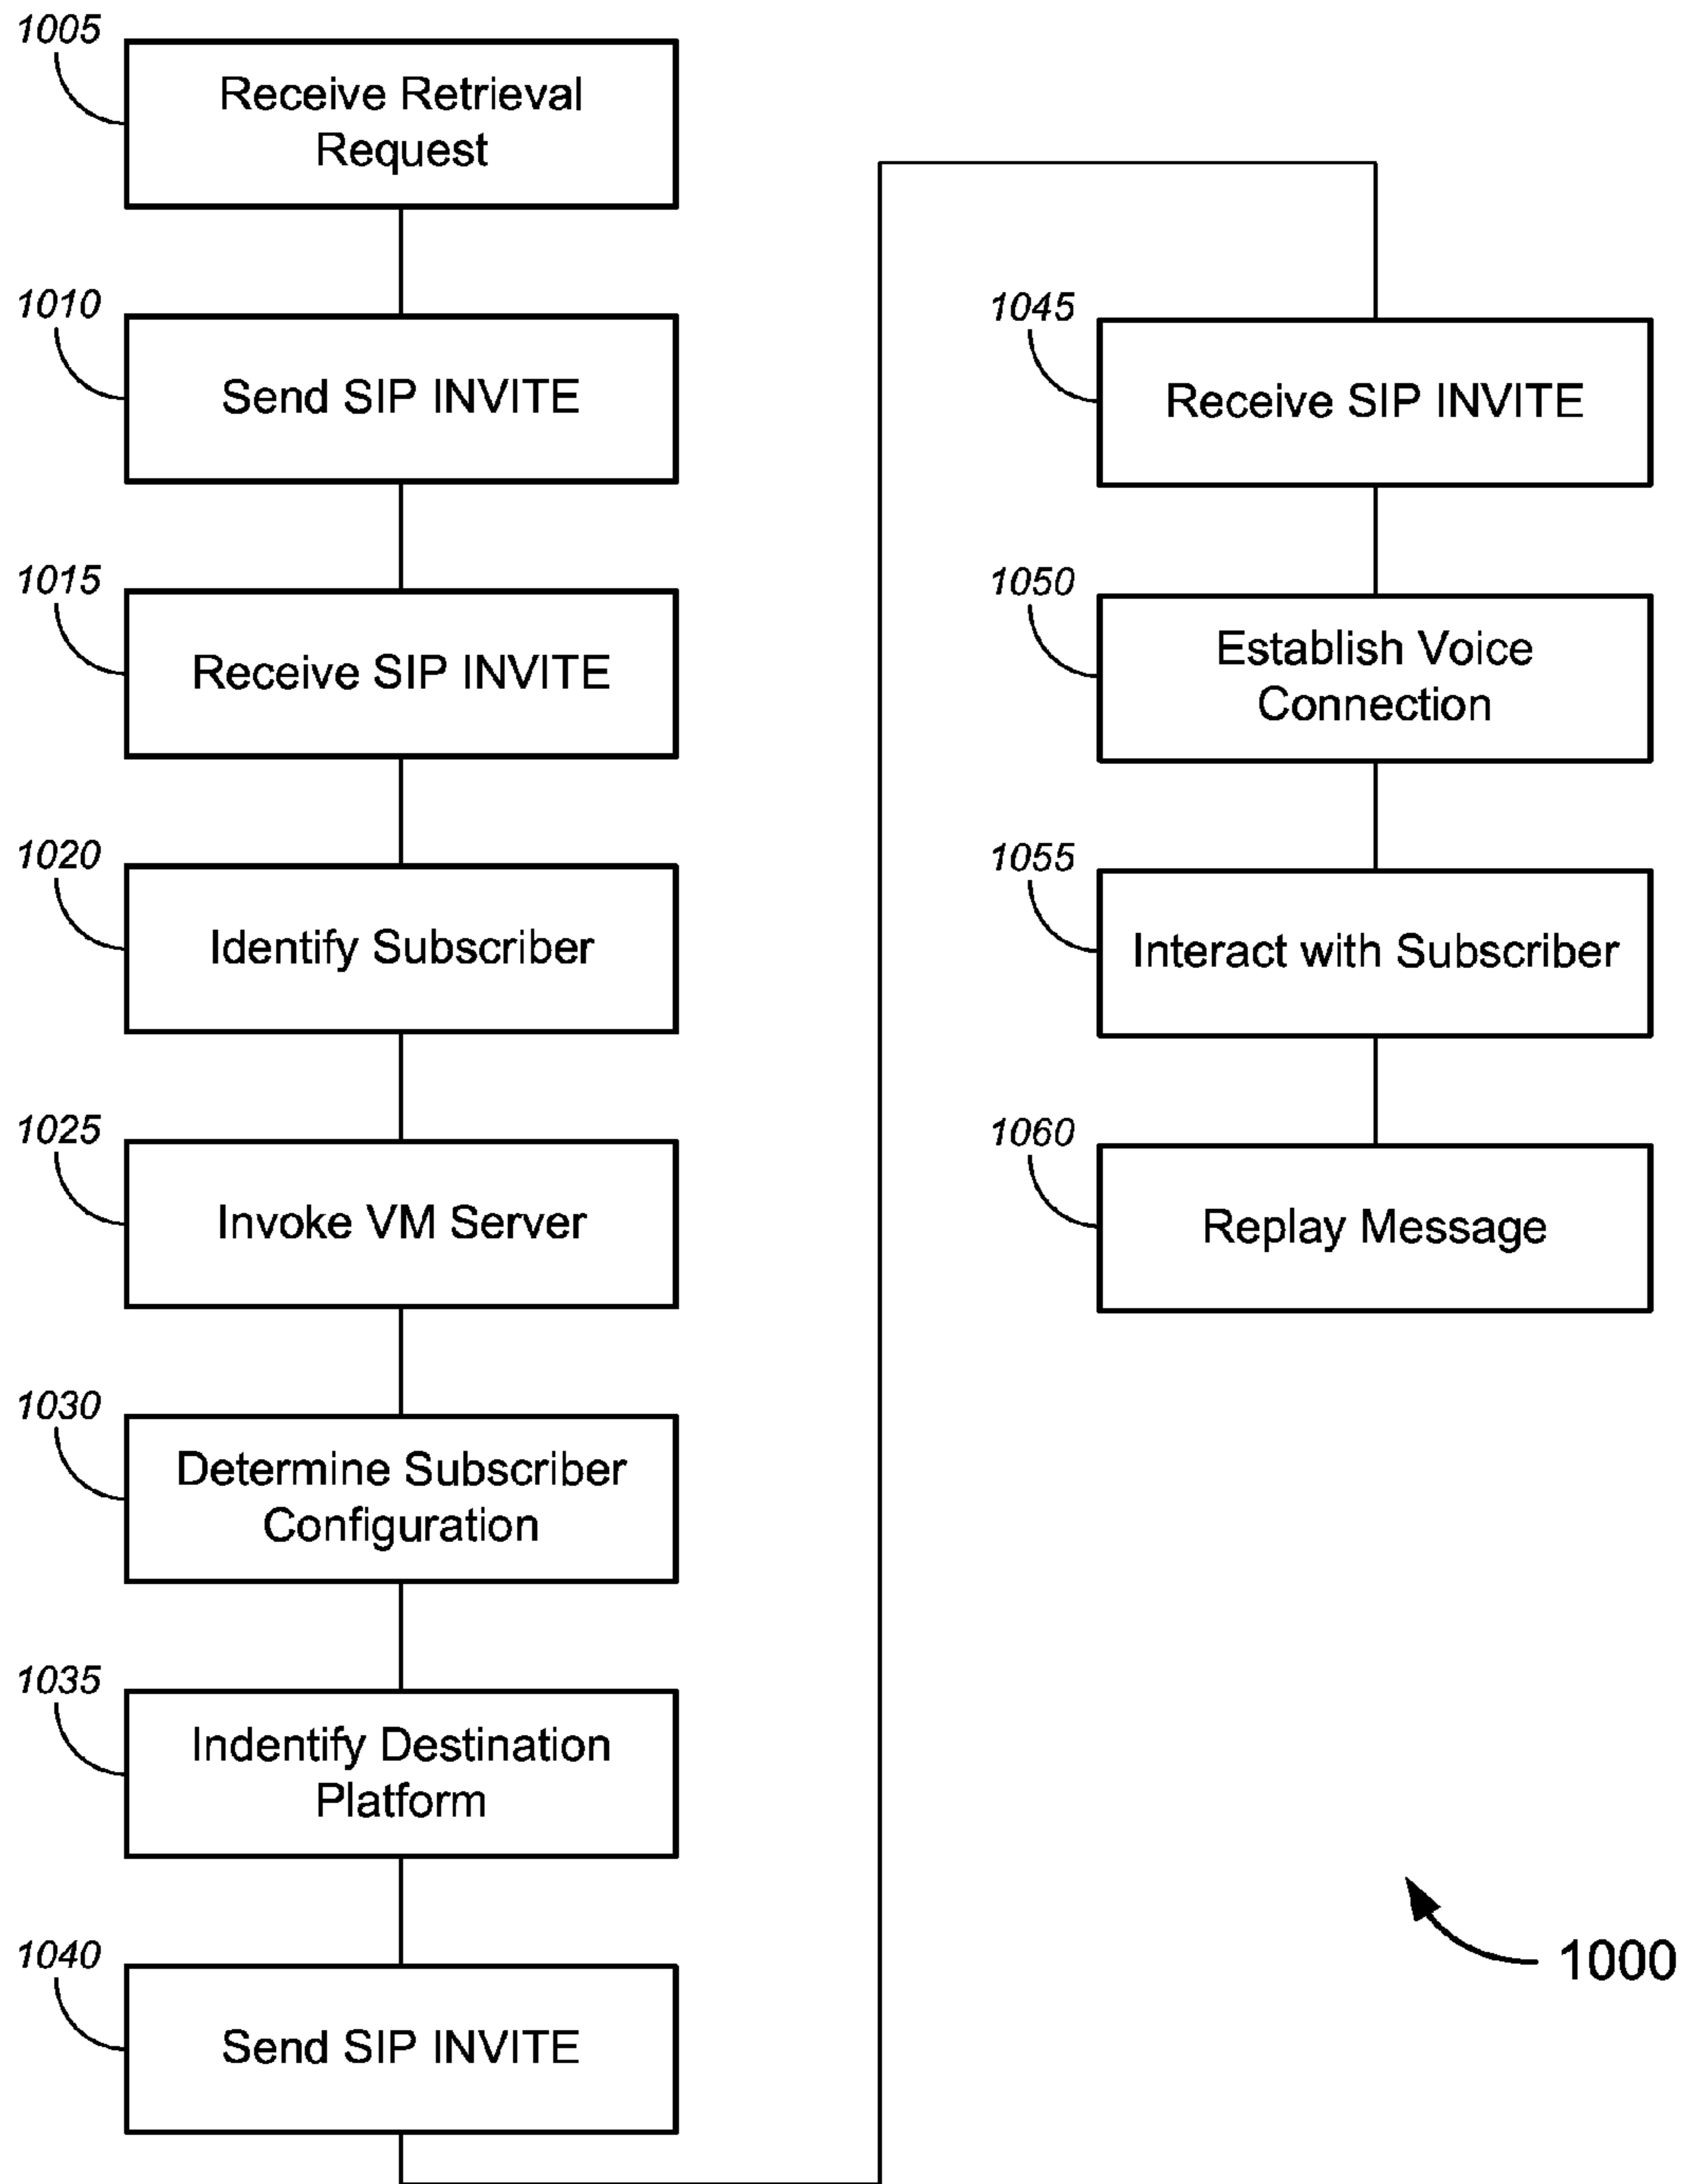 1005
Receive Retrieval
Request
1010
Send SIP INVITE
1015
Receive SIP INVITE
1020
Identify Subscriber
1025
Invoke VM Server
1030
Determine Subscriber
Configuration
1035
Indentify Destination
Platform
1040
Send SIP INVITE
1045
Receive SIP INVITE
1050
Establish Voice
Connection
1055
Interact with Subscriber
1060
Replay Message
1000